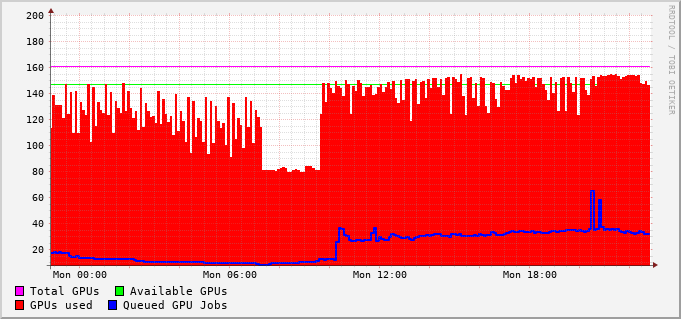 200
180
160
140
120
100
80
60
40
20
Mon 00:00 Mon 06:00 Mon 12:00 Mon 18:00
Total GPUs Available GPUs
GPUs used Queued GPU Jobs
RRDTOOL / TOBI OETIKER